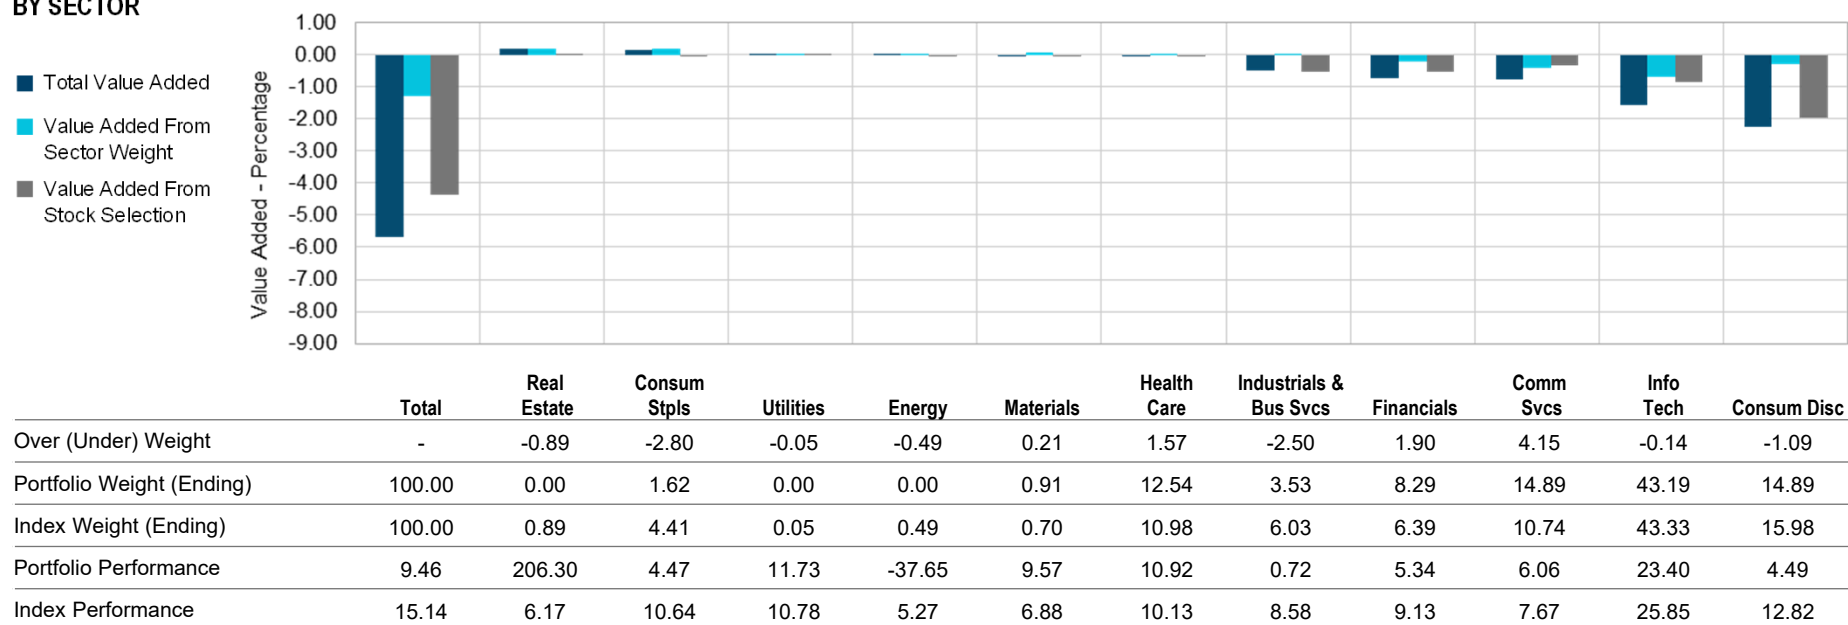 BY SECTOR
Total Value Added
Value Added From
Sector Weight
Value Added From
Stock Selection
Value Added - Percentage
1.00
0.00
-1.00
-2.00
-3.00
-4.00
-5.00
-6.00
-7.00
-8.00
-9.00
Total Real Estate Consum Stpls Utilities Energy Materials Health Care Industrials & Bus Svcs Financials Comm Svcs Info Tech Consum Disc
Over (Under) Weight - -0.89 -2.80 -0.05 -0.49 0.21 1.57 -2.50 1.90 4.15 -0.14 -1.09
Portfolio Weight (Ending) 100.00 0.00 1.62 0.00 0.00 0.91 12.54 3.53 8.29 14.89 43.19 14.89
Index Weight (Ending) 100.00 0.89 4.41 0.05 0.49 0.70 10.98 6.03 6.39 10.74 43.33 15.98
Portfolio Performance 9.46 206.30 4.47 11.73 -37.65 9.57 10.92 0.72 5.34 6.06 23.40 4.49
Index Performance 15.14 6.17 10.64 10.78 5.27 6.88 10.13 8.58 9.13 7.67 25.85 12.82